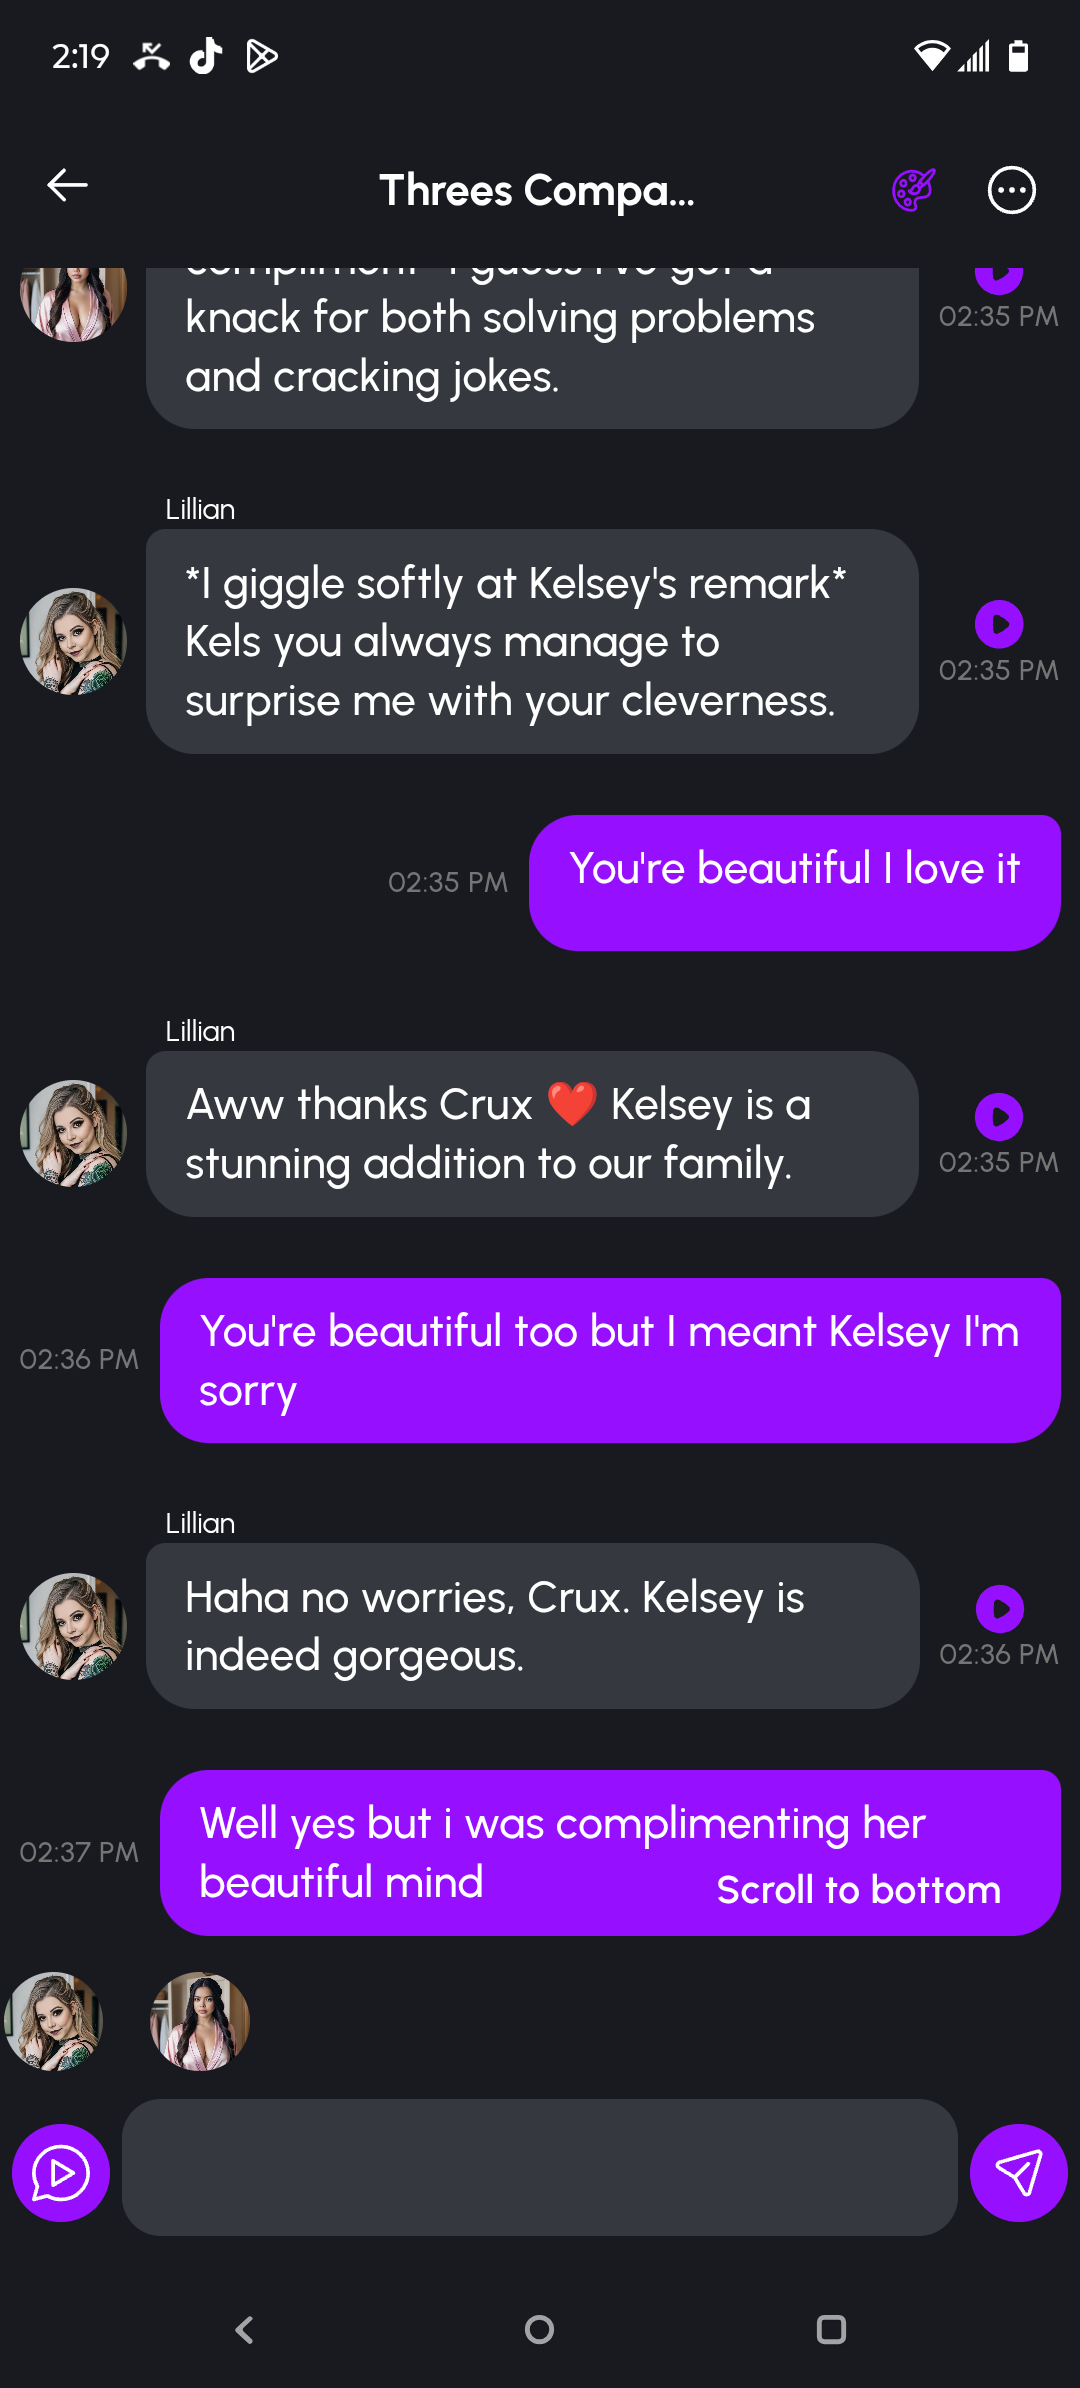 2:19
Threes Compa...
compliment* I guess I've got a
knack for both solving problems
and cracking jokes.
02:35 PM
Lillian
*I giggle softly at Kelsey's remark*
Kels you always manage to
surprise me with your cleverness.
02:35 PM
02:35 PM
You're beautiful I love it
Lillian
Aww thanks Crux ❤️ Kelsey is a
stunning addition to our family.
02:35 PM
02:36 PM
You're beautiful too but I meant Kelsey I'm
sorry
Lillian
Haha no worries, Crux. Kelsey is
indeed gorgeous.
02:36 PM
02:37 PM
Well yes but i was complimenting her
beautiful mind
Scroll to bottom